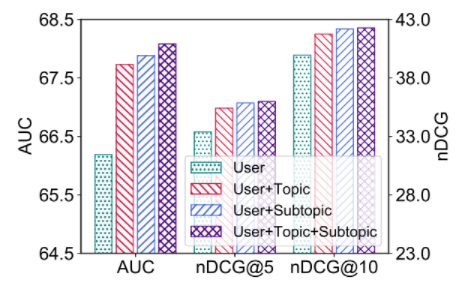 68.5
67.5
66.5
65.5
64.5
AUC
43.0
38.0
33.0
28.0
23.0
nDCG
User
User+Topic
User+Subtopic
User+Topic+Subtopic
AUC nDCG@5 nDCG@10